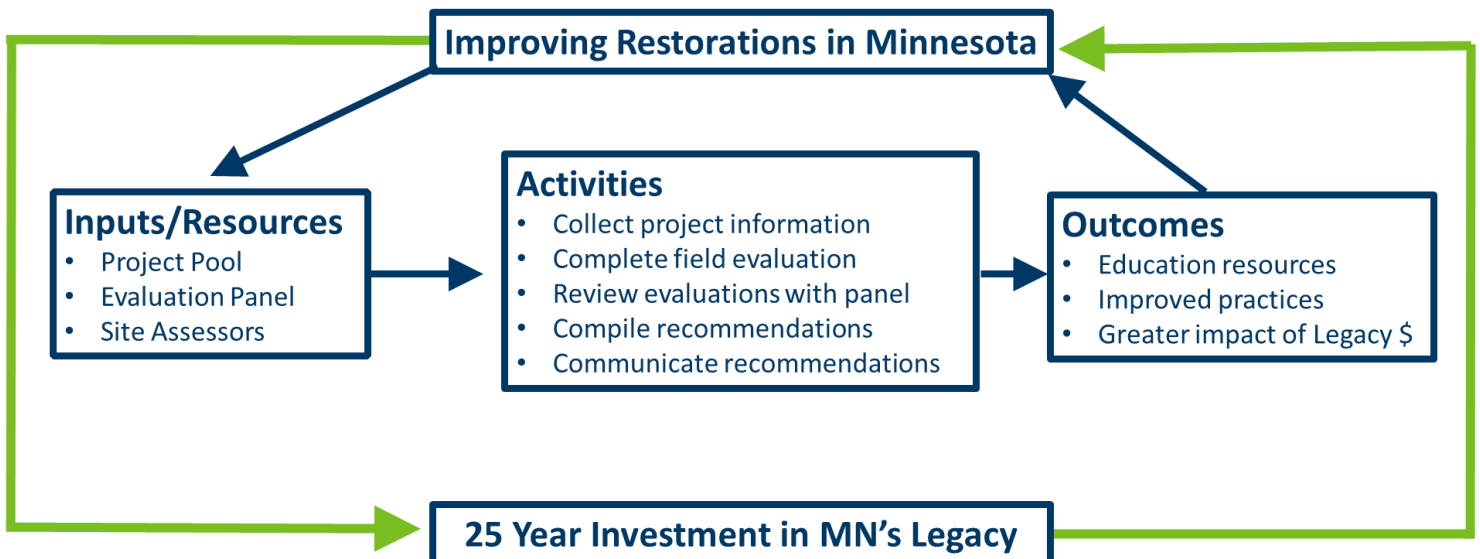 Improving Restorations in Minnesota
Inputs/Resources
• Project Pool
• Evaluation Panel
• Site Assessors
Activities
• Collect project information
• Complete field evaluation
• Review evaluations with panel
• Compile recommendations
• Communicate recommendations
Outcomes
• Education resources
• Improved practices
• Greater impact of Legacy $
25 Year Investment in MN's Legacy